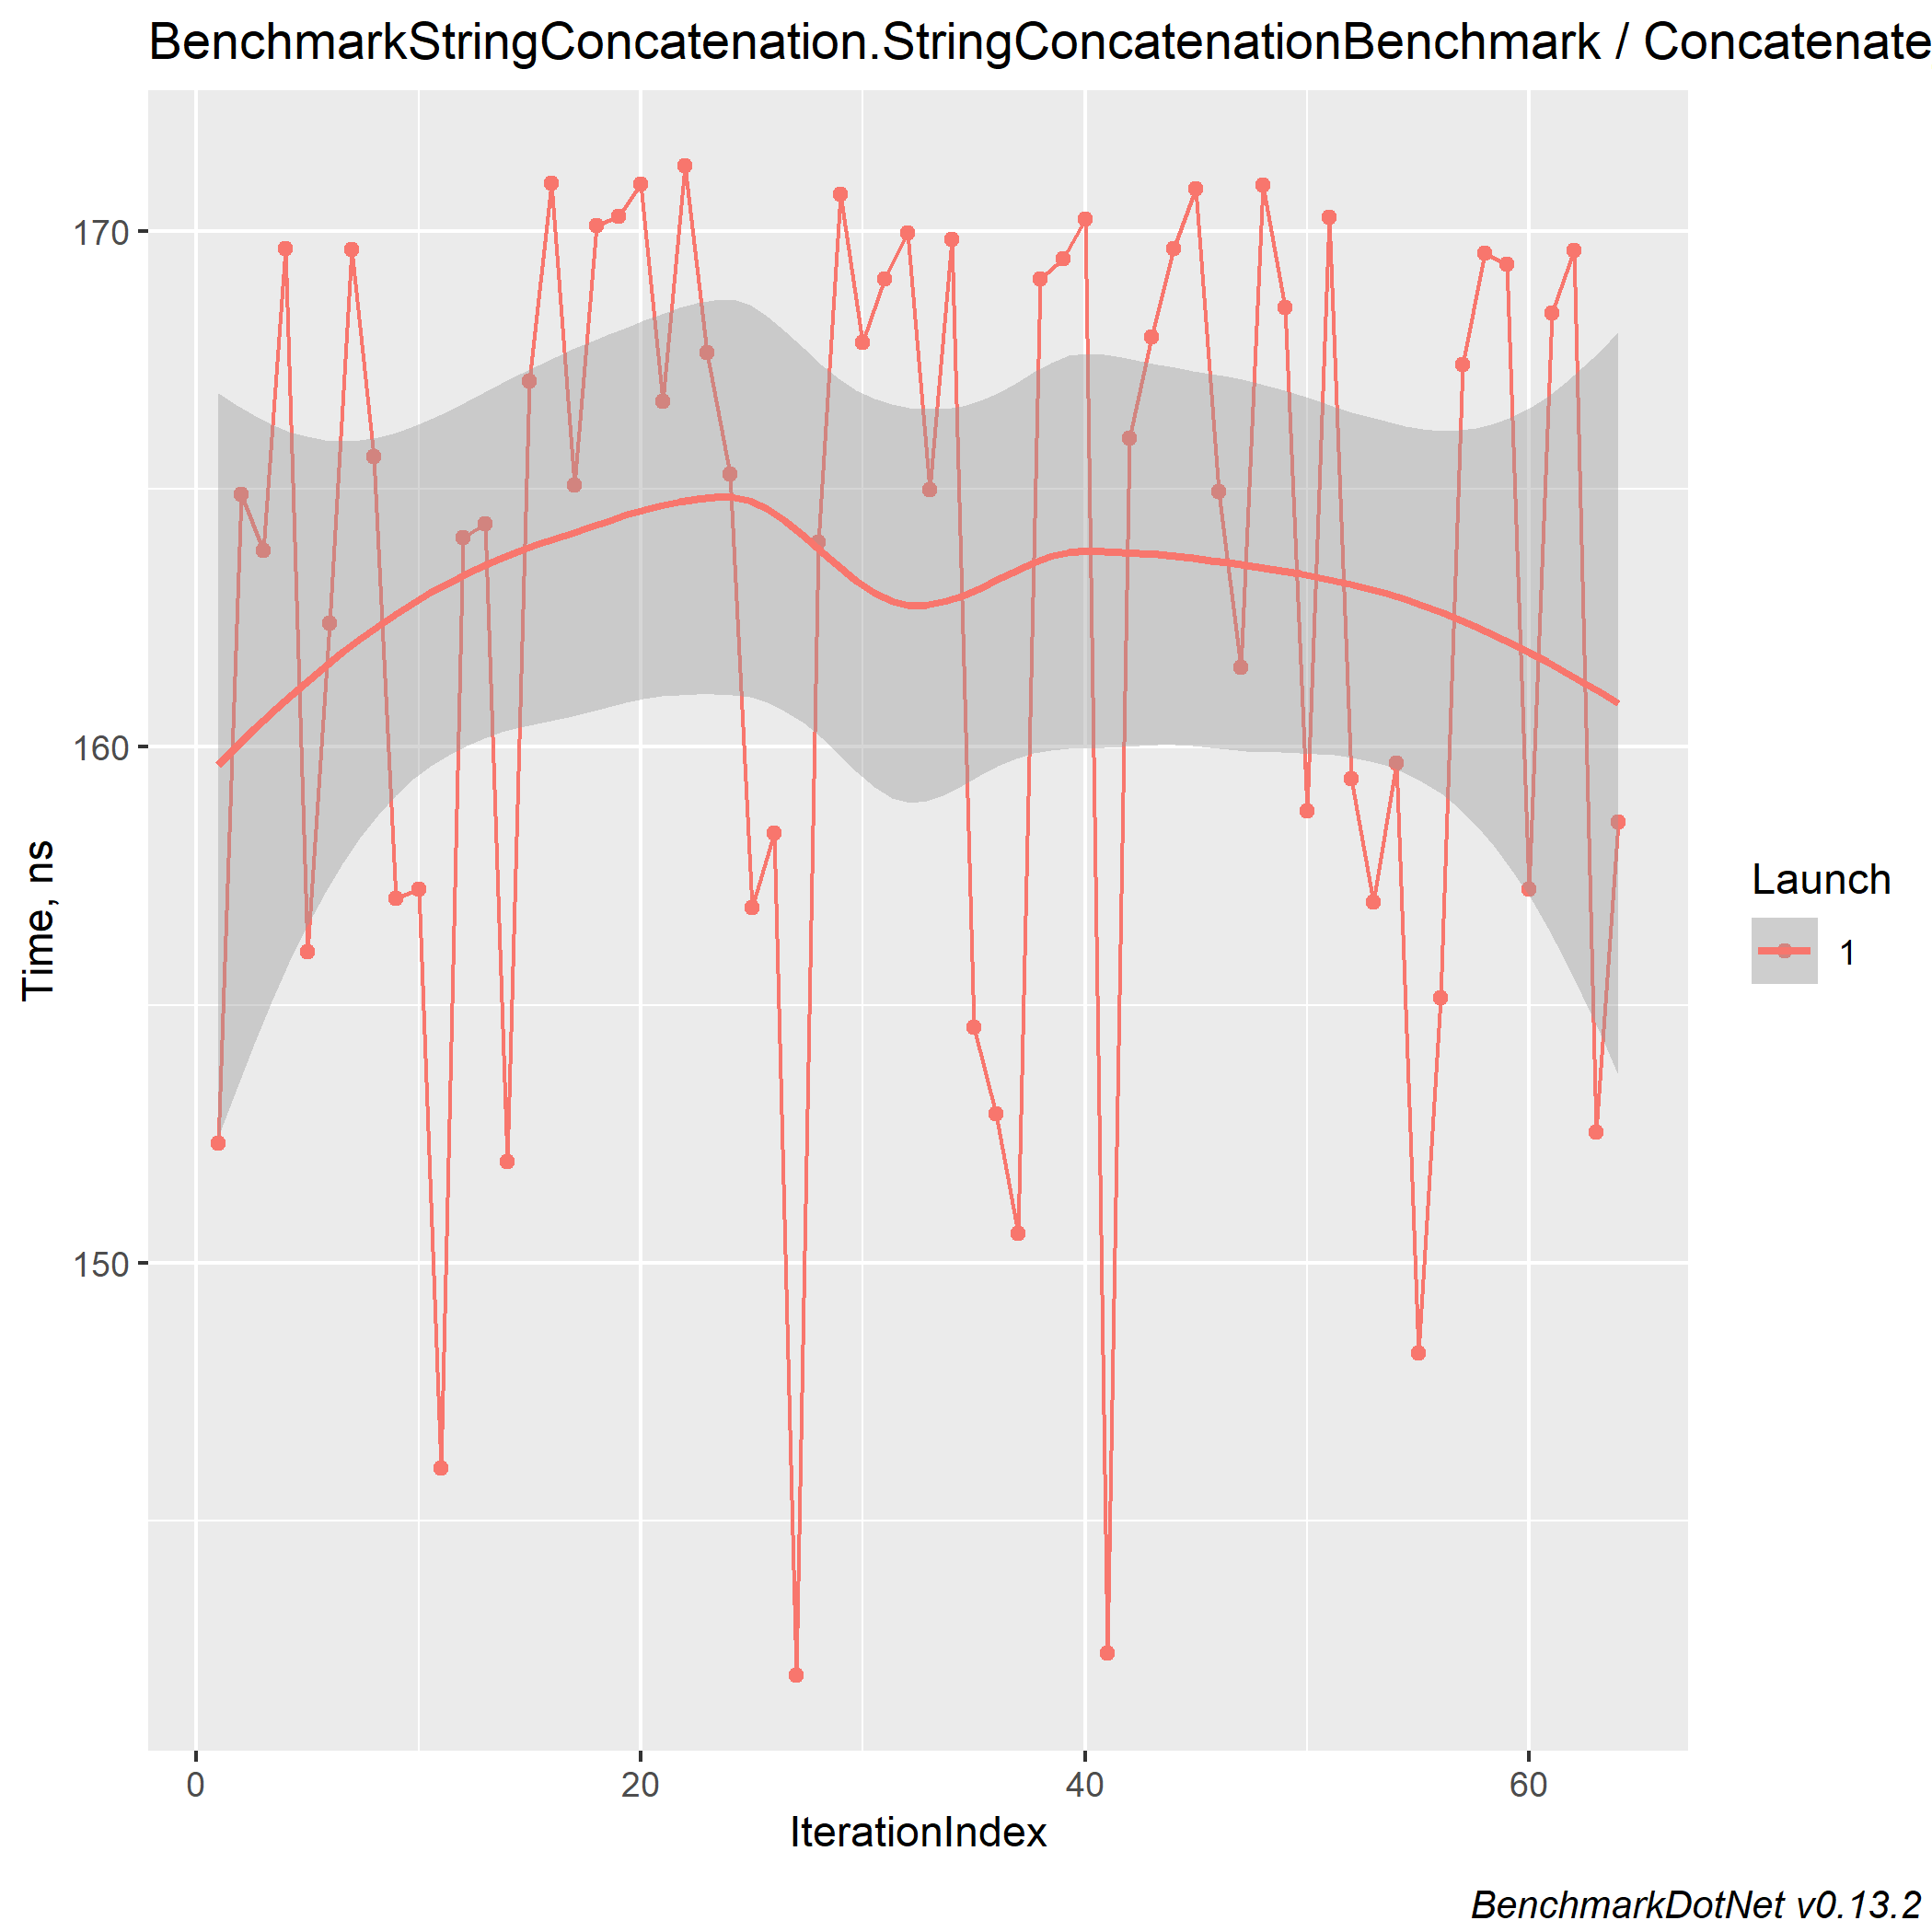 BenchmarkStringConcatenation.StringConcatenationBenchmark / Concatenate
170
160
150
Time, ns
0 20 40 60
IterationIndex
Launch
1
BenchmarkDotNet v0.13.2